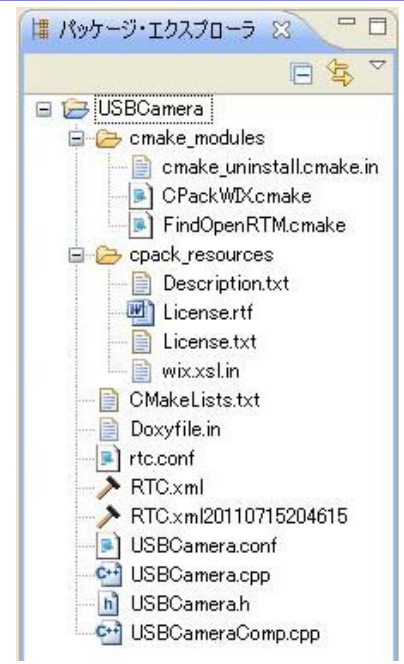 パッケージ・エクスプローラ
USBCamera
cmake_modules
cmake_uninstall.cmake.in
CPackWIX.cmake
FindOpenRTM.cmake
cpack_resources
Description.txt
License.rtf
License.txt
wix.xsl.in
CMakeLists.txt
Doxyfile.in
rtc.conf
RTC.xml
RTC.xml20110715204615
USBCamera.conf
USBCamera.cpp
USBCamera.h
USBCameraComp.cpp